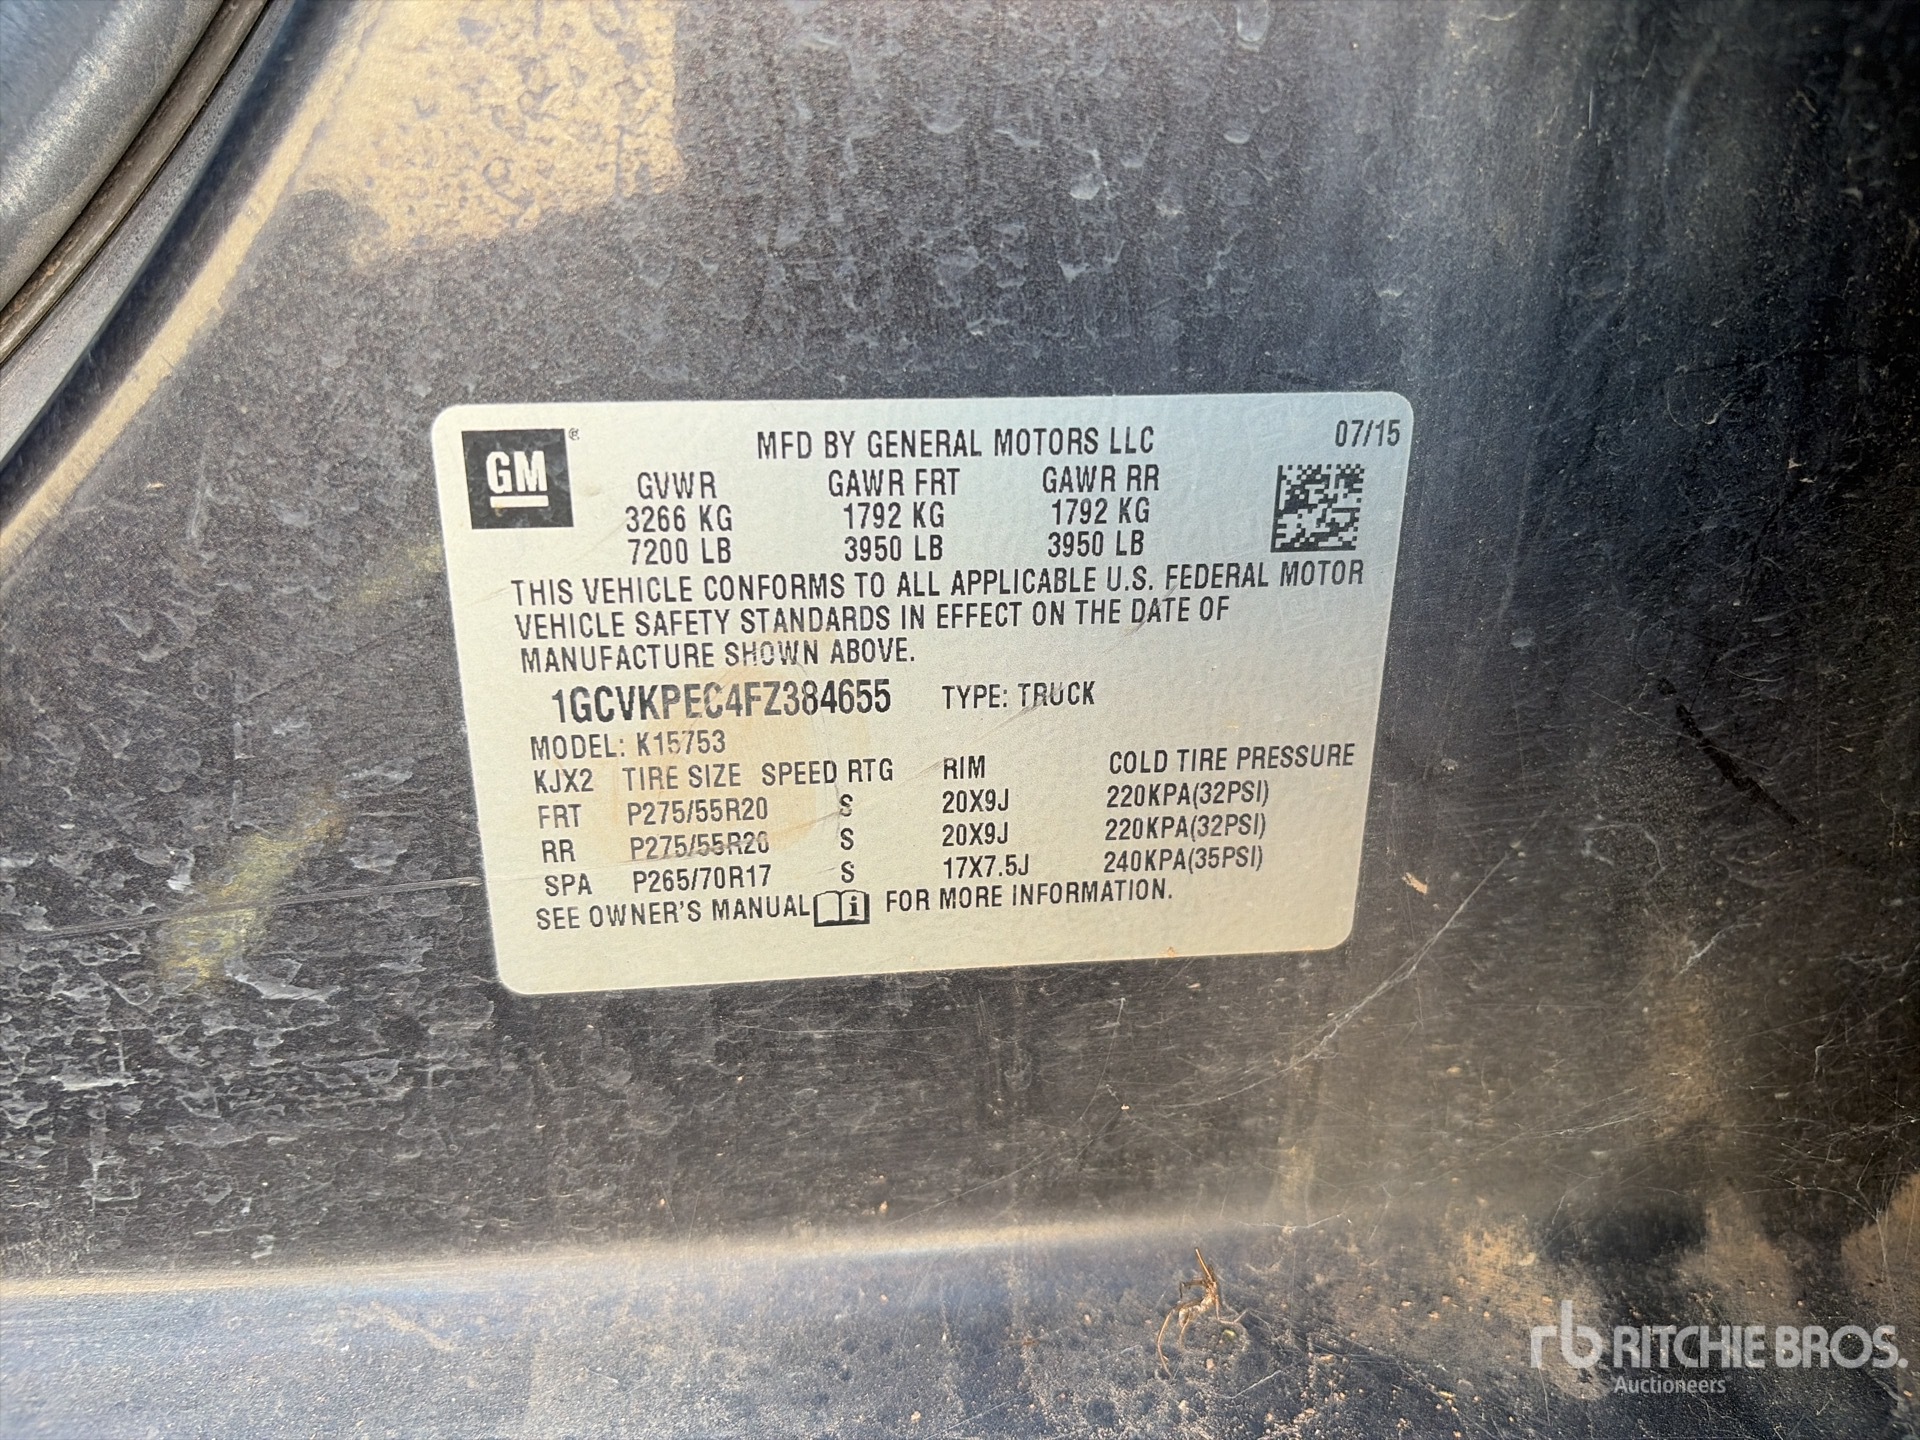 GM
MFD BY GENERAL MOTORS LLC 07/15
GVWR GAWR FRT GAWR RR
3266 KG 1792 KG 1792 KG
7200 LB 3950 LB 3950 LB
THIS VEHICLE CONFORMS TO ALL APPLICABLE U.S. FEDERAL MOTOR
VEHICLE SAFETY STANDARDS IN EFFECT ON THE DATE OF
MANUFACTURE SHOWN ABOVE.
1GCVKPEC4FZ384655 TYPE: TRUCK
MODEL: K15753
KJX2 TIRE SIZE SPEED RTG RIM COLD TIRE PRESSURE
FRT P275/55R20 S 20X9J 220KPA(32PSI)
RR P275/55R20 S 20X9J 220KPA(32PSI)
SPA P265/70R17 S 17X7.5J 240KPA(35PSI)
SEE OWNER'S MANUAL i FOR MORE INFORMATION.
rb RITCHIE BROS.
Auctioneers